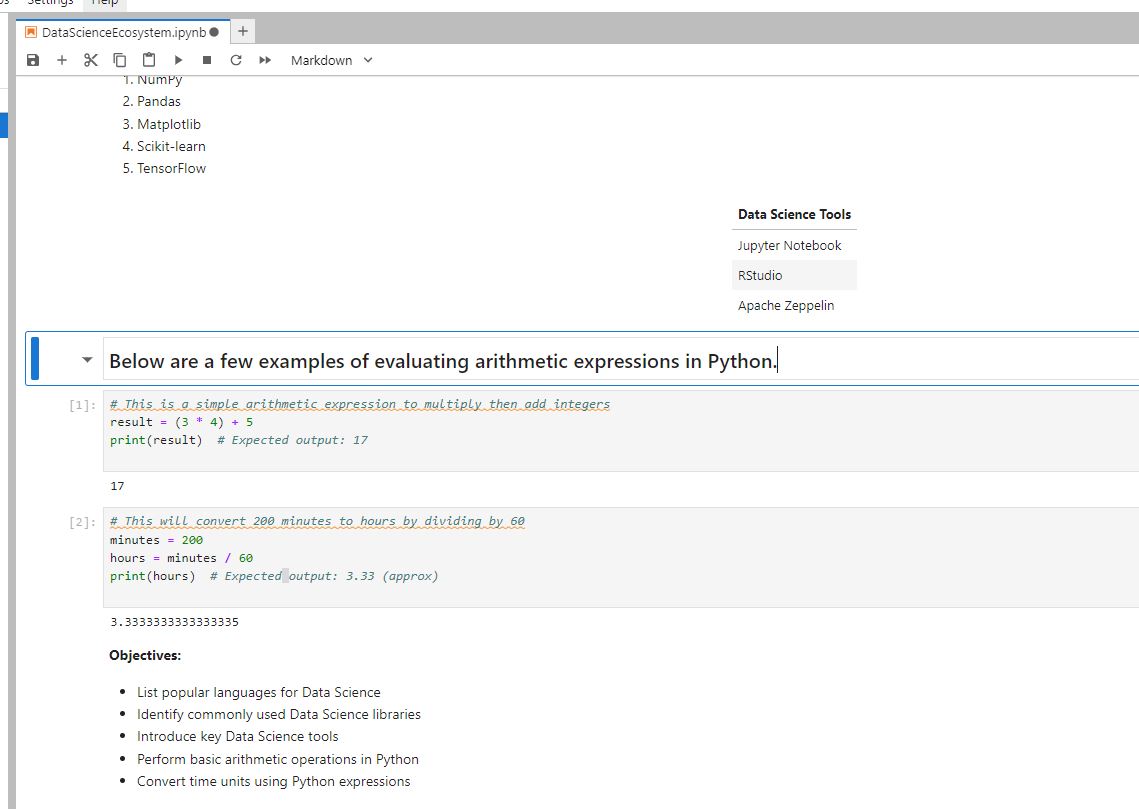 Settings Help
DataScienceEcosystem.ipynb
Markdown
1. NumPy
2. Pandas
3. Matplotlib
4. Scikit-learn
5. TensorFlow
Data Science Tools
Jupyter Notebook
RStudio
Apache Zeppelin
Below are a few examples of evaluating arithmetic expressions in Python.
[1]: # This is a simple arithmetic expression to multiply then add integers
result = (3 * 4) + 5
print(result)  # Expected output: 17
17
[2]: # This will convert 200 minutes to hours by dividing by 60
minutes = 200
hours = minutes / 60
print(hours)  # Expected output: 3.33 (approx)
3.3333333333333335
Objectives:
• List popular languages for Data Science
• Identify commonly used Data Science libraries
• Introduce key Data Science tools
• Perform basic arithmetic operations in Python
• Convert time units using Python expressions